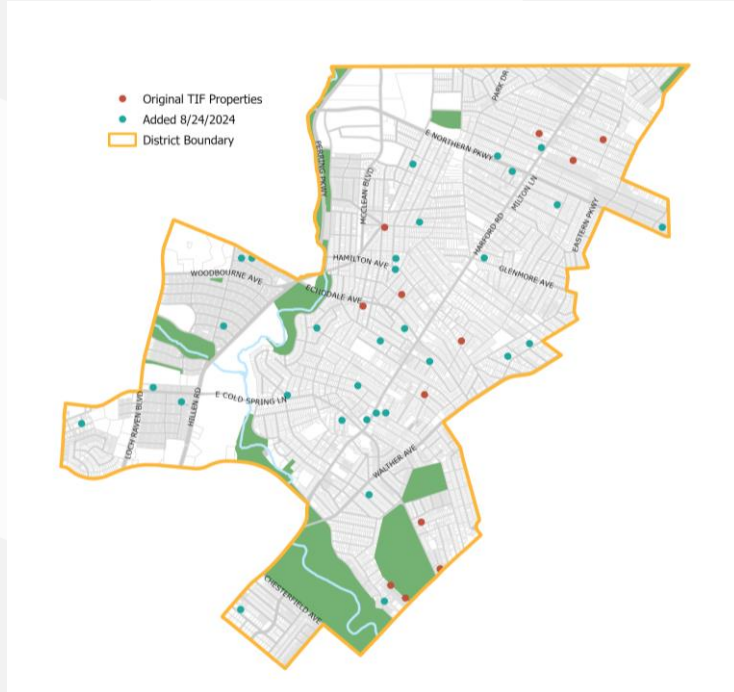 Original TIF Properties
Added 8/24/2024
District Boundary
PARK DR
E NORTHERN PKWY
PERRING PKWY
MCCLEAN BLVD
MILTON LN
HARFORD RD
EASTERN PKWY
HAMILTON AVE
GLENMORE AVE
WOODBOURNE AVE
ECHODALE AVE
E COLD SPRING LN
HILLEN RD
LOCH RAVEN BLVD
WALTHER AVE
CHESTERFIELD AVE